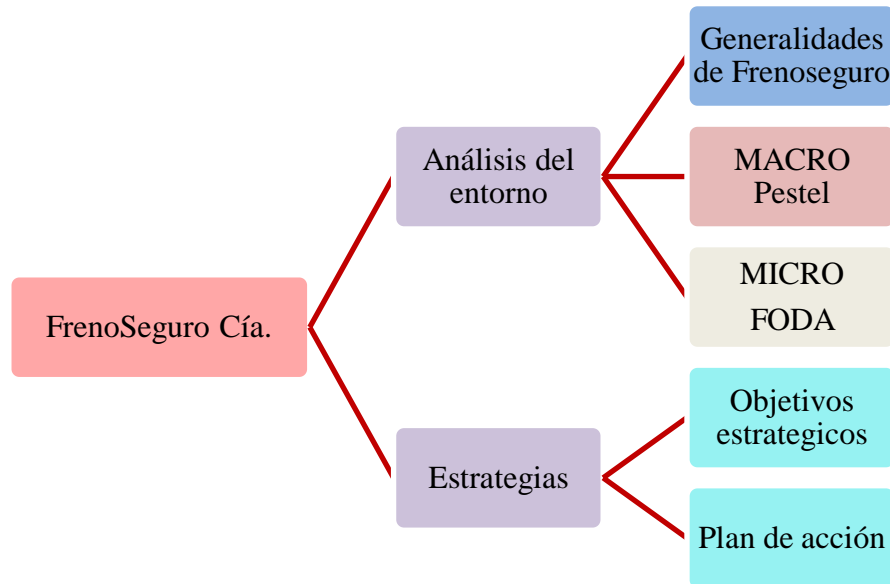 FrenoSeguro Cía.
Análisis del
entorno
Generalidades
de Frenoseguro
MACRO
Pestel
MICRO
FODA
Estrategias
Objetivos
estrategicos
Plan de acción